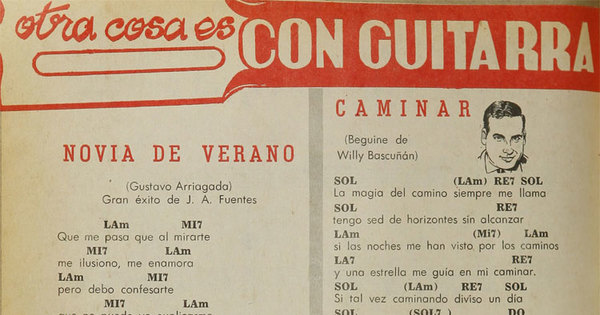 otra cosa es CON GUITARRA
NOVIA DE VERANO
(Gustavo Arriagada)
Gran éxito de J. A. Fuentes
LAm MI7
Que me pasa que al mirarte
MI7 LAm
me ilusiono, me enamora
LAm MI7
pero debo confesarte
MI7 LAm
CAMINAR
(Beguine de
Willy Bascuñán)
SOL (LAm) RE7 SOL
La magia del camino siempre me llama
SOL RE7
tengo sed de horizontes sin alcanzar
LAm (Mi7) LAm
si las noches me han visto por los caminos
LA7 RE7
y una estrella me guía en mi caminar.
SOL (LAm) RE7 SOL
Si tal vez caminando diviso un día
SOL (SOL7) DO